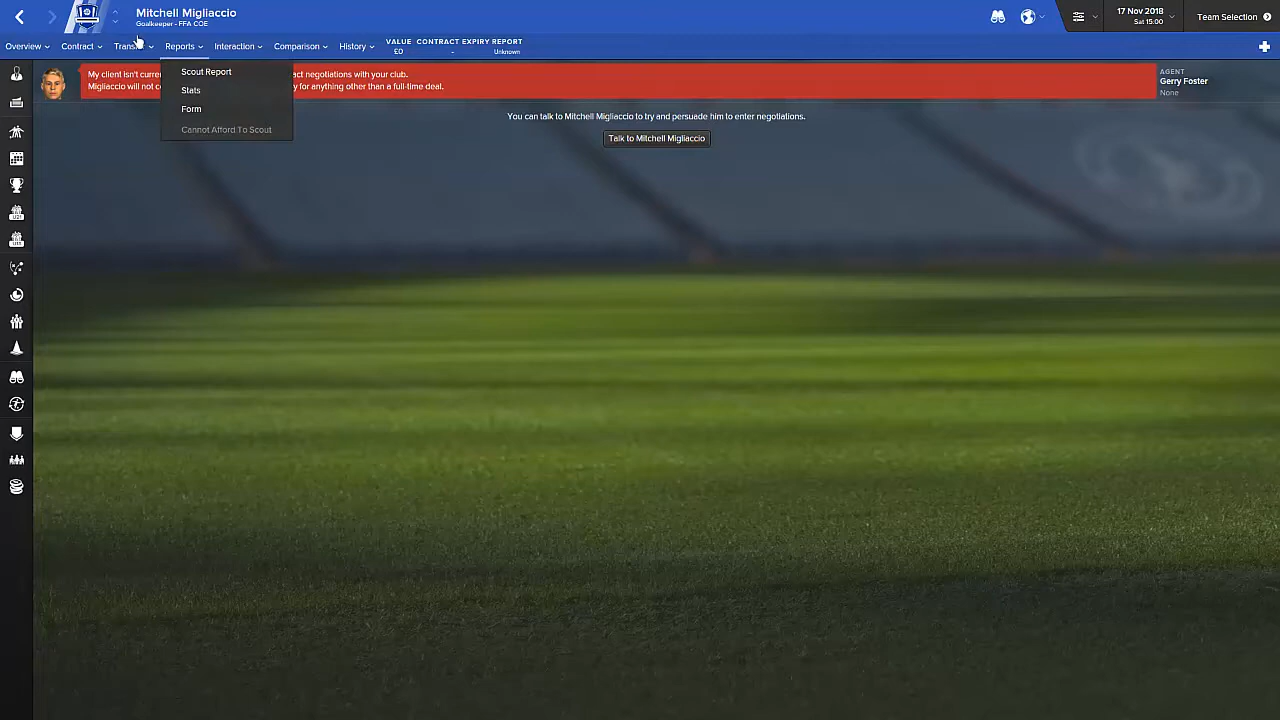 Mitchell Migliaccio
Goalkeeper - FFA COE
17 Nov 2018
Sat 15:00
Team Selection
Overview
Contract
Reports
Interaction
Comparison
History
VALUE CONTRACT EXPIRY REPORT
£0 - Unknown
My client isn't act negotiations with your club.
Migliaccio will not y for anything other than a full-time deal.
AGENT
Gerry Foster
None
Scout Report
Stats
Form
Cannot Afford To Scout
You can talk to Mitchell Migliaccio to try and persuade him to enter negotiations.
Talk to Mitchell Migliaccio